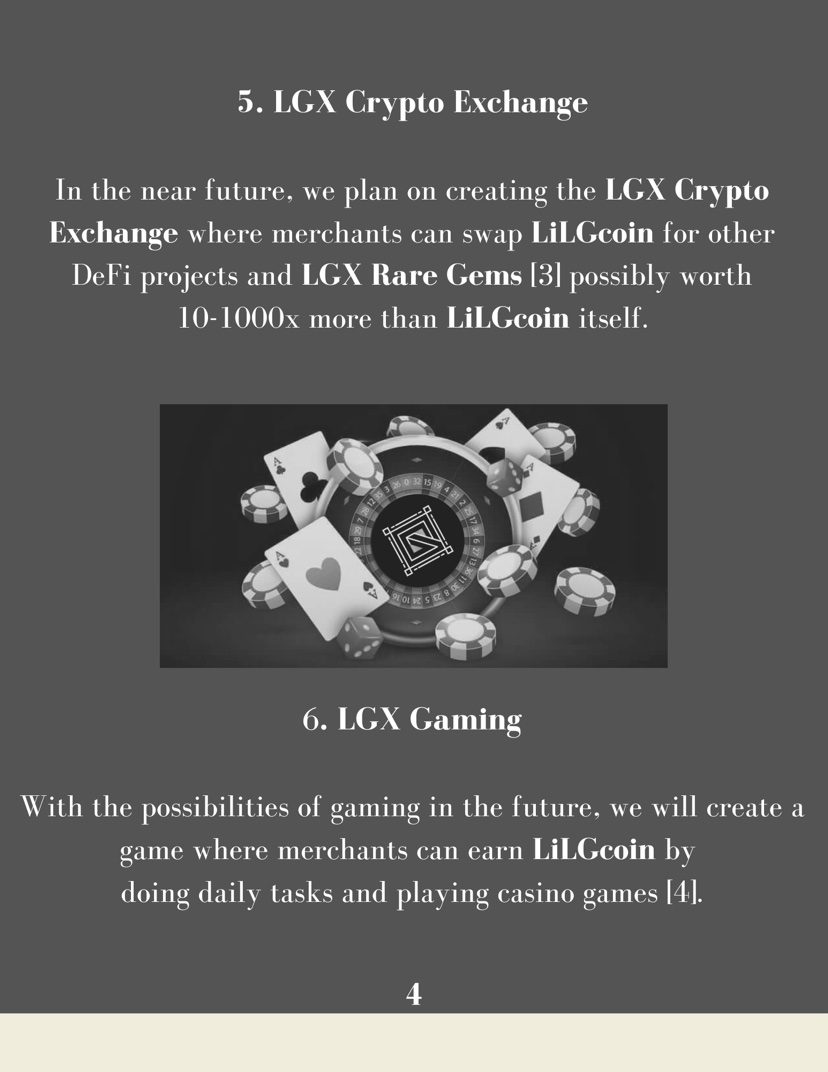 5. LGX Crypto Exchange
In the near future, we plan on creating the LGX Crypto
Exchange where merchants can swap LiLGcoin for other
DeFi projects and LGX Rare Gems [3] possibly worth
10-1000x more than LiLGcoin itself.
6. LGX Gaming
With the possibilities of gaming in the future, we will create a
game where merchants can earn LiLGcoin by
doing daily tasks and playing casino games [4].
4